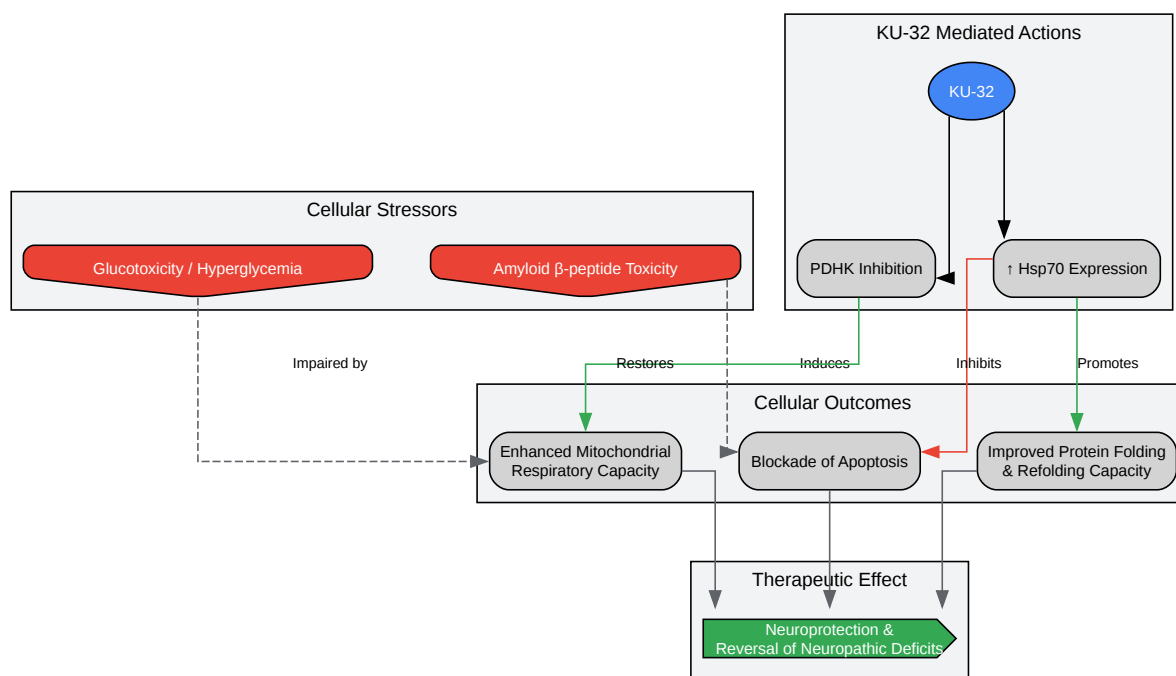 KU-32 Mediated Actions
KU-32
Cellular Stressors
Glucotoxicity / Hyperglycemia
Amyloid β-peptide Toxicity
PDHK Inhibition
↑ Hsp70 Expression
Impaired by
Restores
Induces
Inhibits
Promotes
Cellular Outcomes
Enhanced Mitochondrial
Respiratory Capacity
Blockade of Apoptosis
Improved Protein Folding
& Refolding Capacity
Therapeutic Effect
Neuroprotection &
Reversal of Neuropathic Deficits